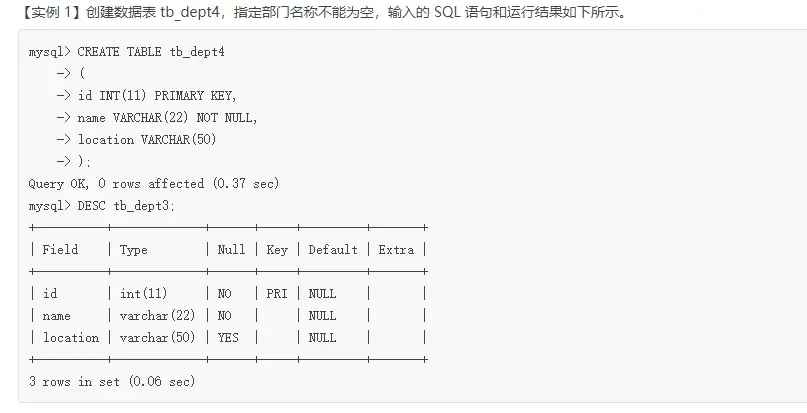 【实例 1】创建数据表 tb_dept4，指定部门名称不能为空，输入的 SQL 语句和运行结果如下所示。
mysql> CREATE TABLE tb_dept4
    -> (
    -> id INT(11) PRIMARY KEY,
    -> name VARCHAR(22) NOT NULL,
    -> location VARCHAR(50)
    -> );
Query OK, 0 rows affected (0.37 sec)
mysql> DESC tb_dept3;
+----------+-------------+------+-----+---------+-------+
| Field    | Type        | Null | Key | Default | Extra |
+----------+-------------+------+-----+---------+-------+
| id       | int(11)     | NO   | PRI | NULL    |       |
| name     | varchar(22) | NO   |     | NULL    |       |
| location | varchar(50) | YES  |     | NULL    |       |
+----------+-------------+------+-----+---------+-------+
3 rows in set (0.06 sec)